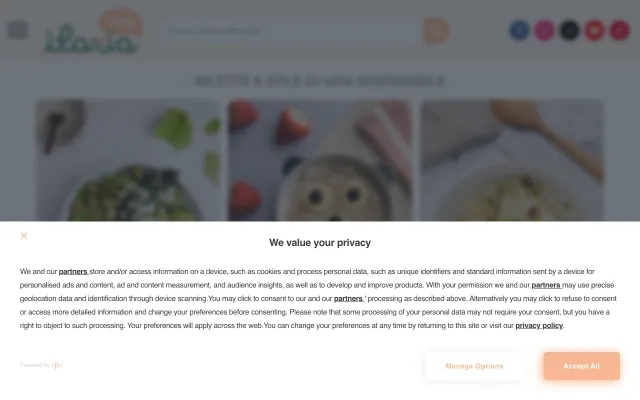 ilaria
RICETTE E STILE DI VITA SOSTENIBILE
We value your privacy
We and our partners store and/or access information on a device, such as cookies and process personal data, such as unique identifiers and standard information sent by a device for
personalised ads and content, ad and content measurement, and audience insights, as well as to develop and improve products. With your permission we and our partners may use precise
geolocation data and identification through device scanning.You may click to consent to our and our partners ' processing as described above. Alternatively you may click to refuse to consent
or access more detailed information and change your preferences before consenting. Please note that some processing of your personal data may not require your consent, but you have a
right to object to such processing. Your preferences will apply across the web.You can change your preferences at any time by returning to this site or visit our privacy policy.
Powered by
Manage Options
Accept All